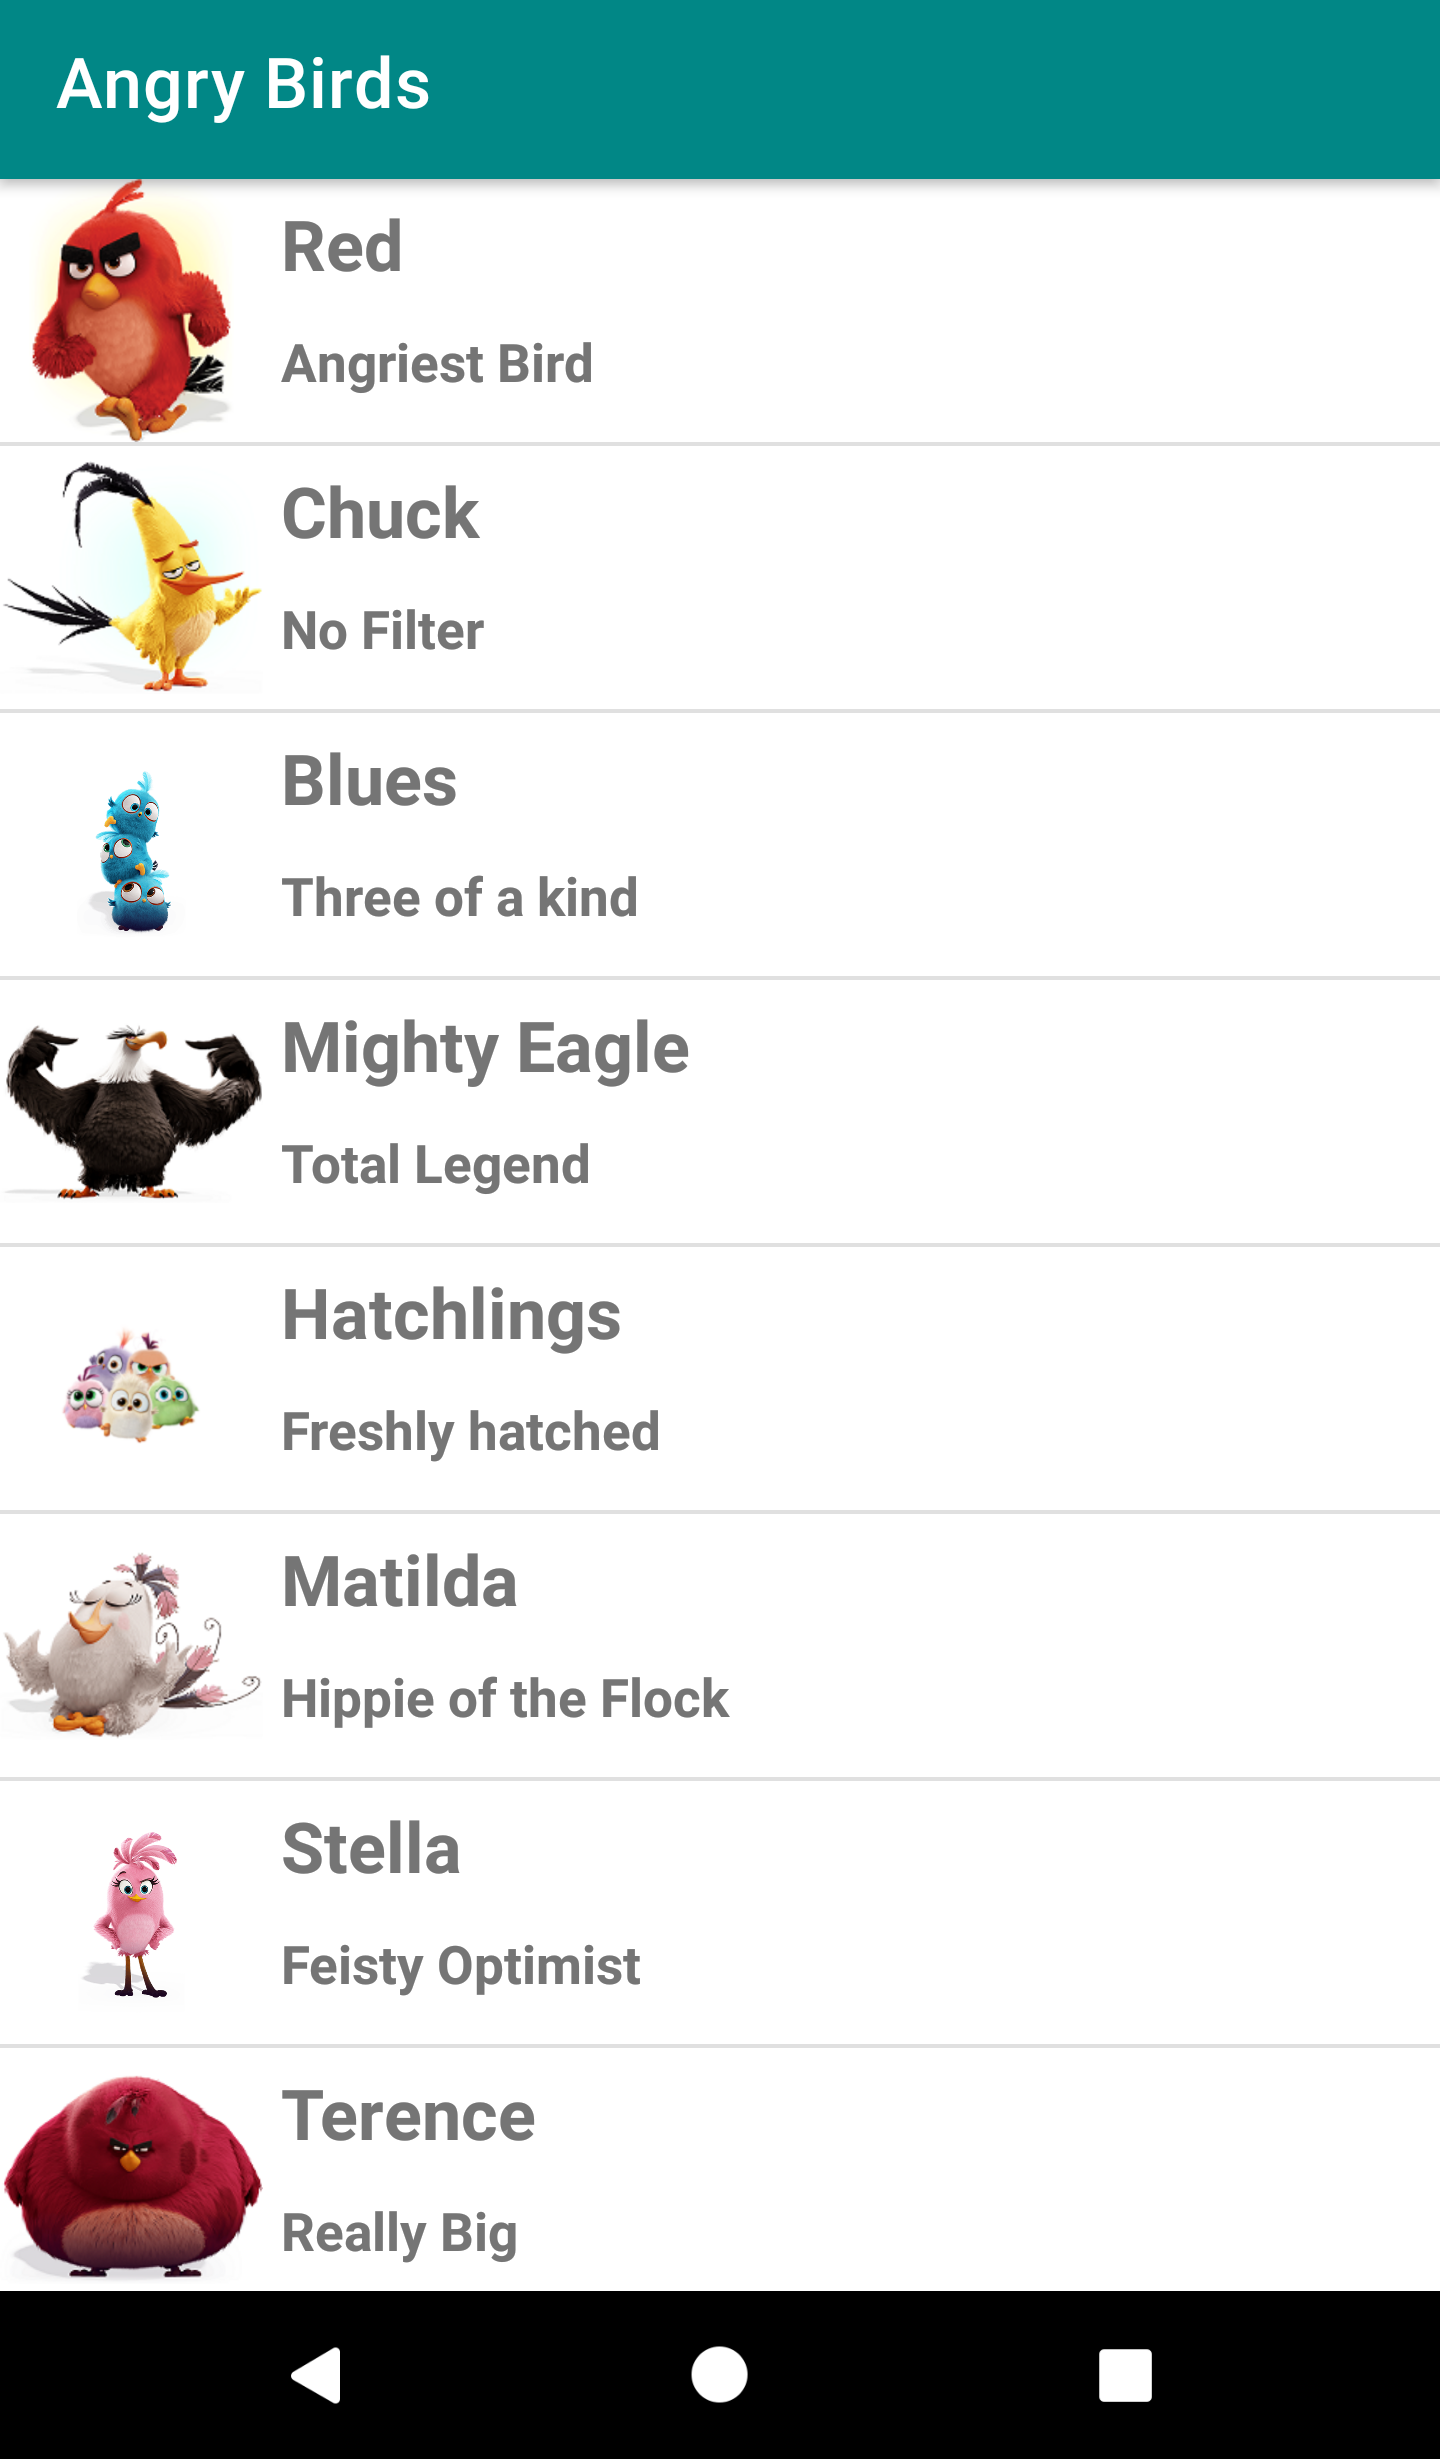 Angry Birds
Red
Angriest Bird
Chuck
No Filter
Blues
Three of a kind
Mighty Eagle
Total Legend
Hatchlings
Freshly hatched
Matilda
Hippie of the Flock
Stella
Feisty Optimist
Terence
Really Big